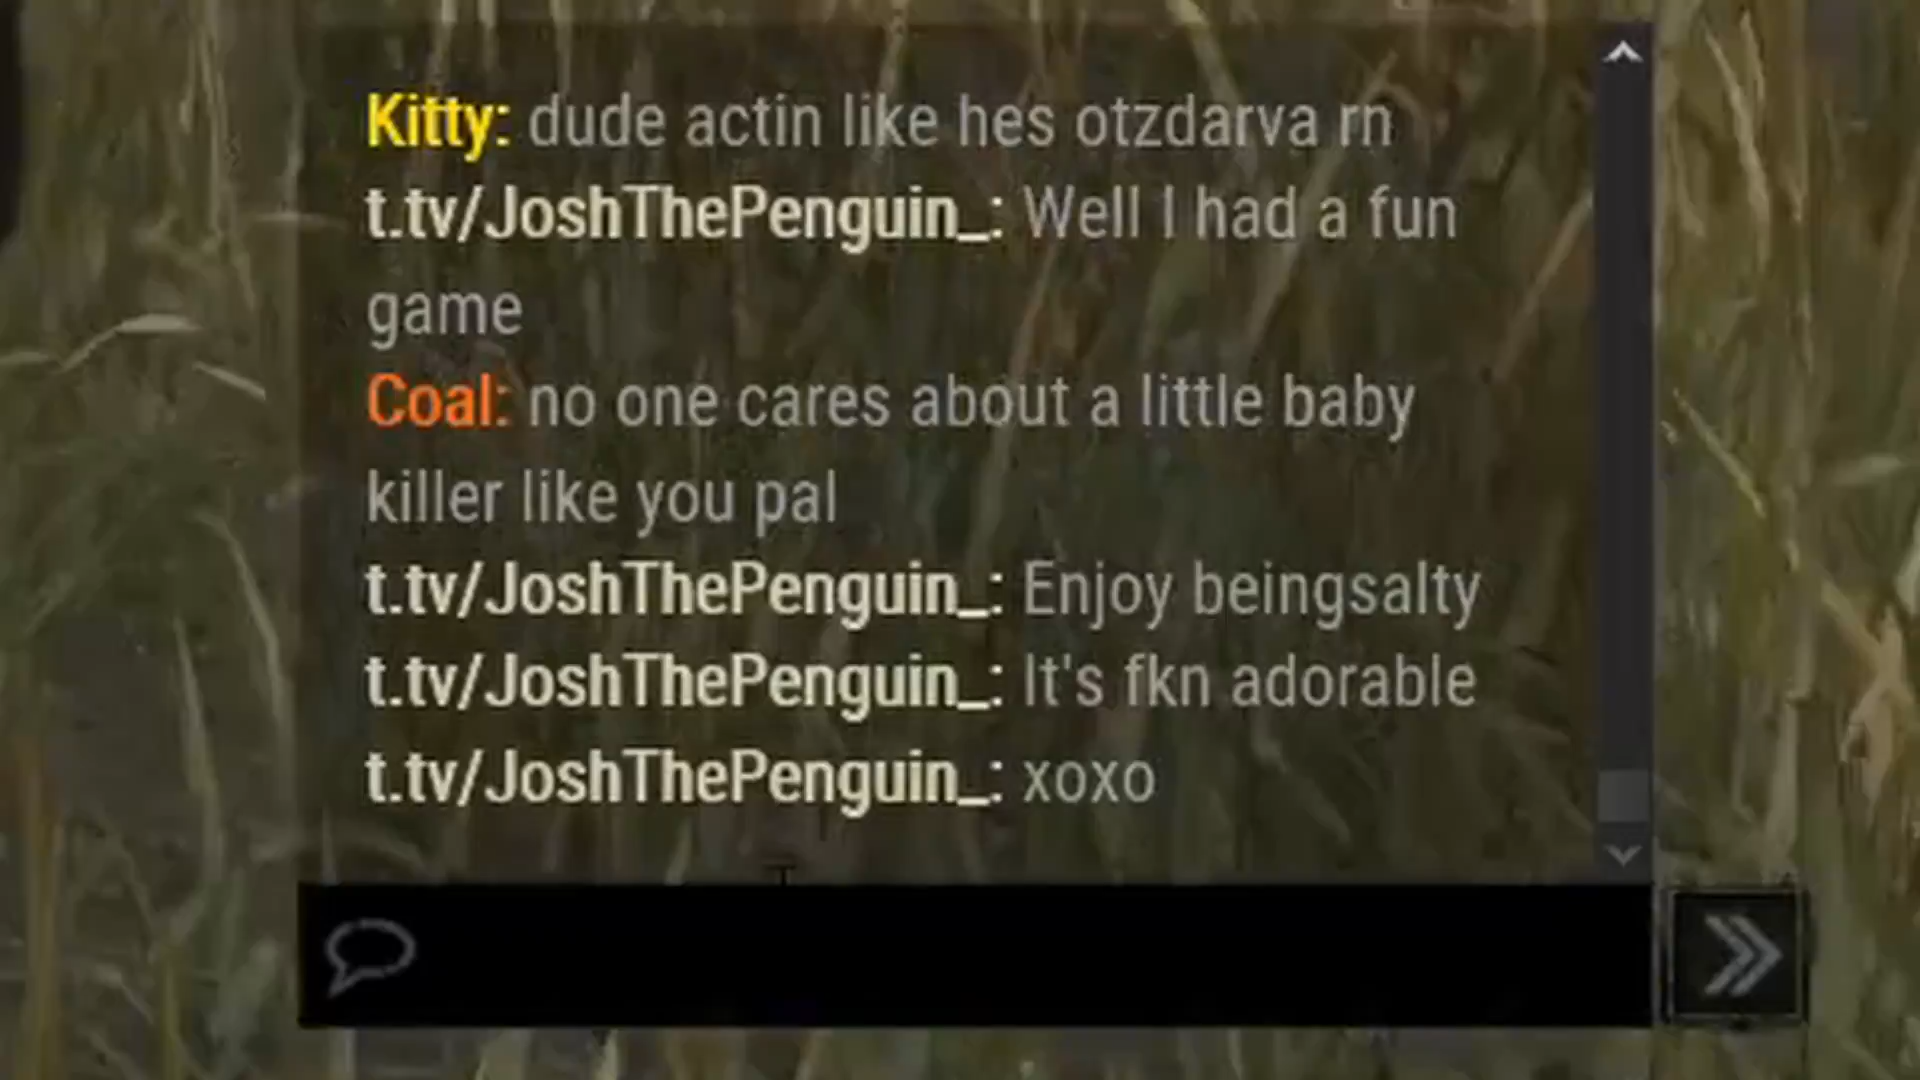 Kitty: dude actin like hes otzdarva rn
t.tv/JoshThePenguin_: Well I had a fun
game
Coal: no one cares about a little baby
killer like you pal
t.tv/JoshThePenguin_: Enjoy beingsalty
t.tv/JoshThePenguin_: It's fkn adorable
t.tv/JoshThePenguin_: xoxo